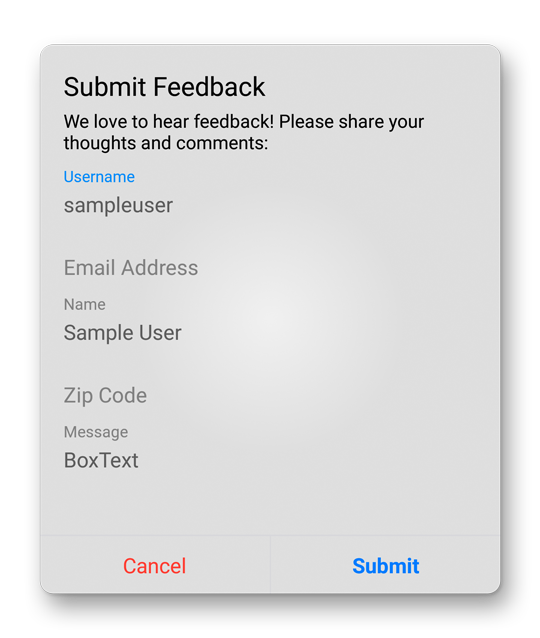 Submit Feedback
We love to hear feedback! Please share your
thoughts and comments:
Username
sampleuser
Email Address
Name
Sample User
Zip Code
Message
BoxText
Cancel
Submit